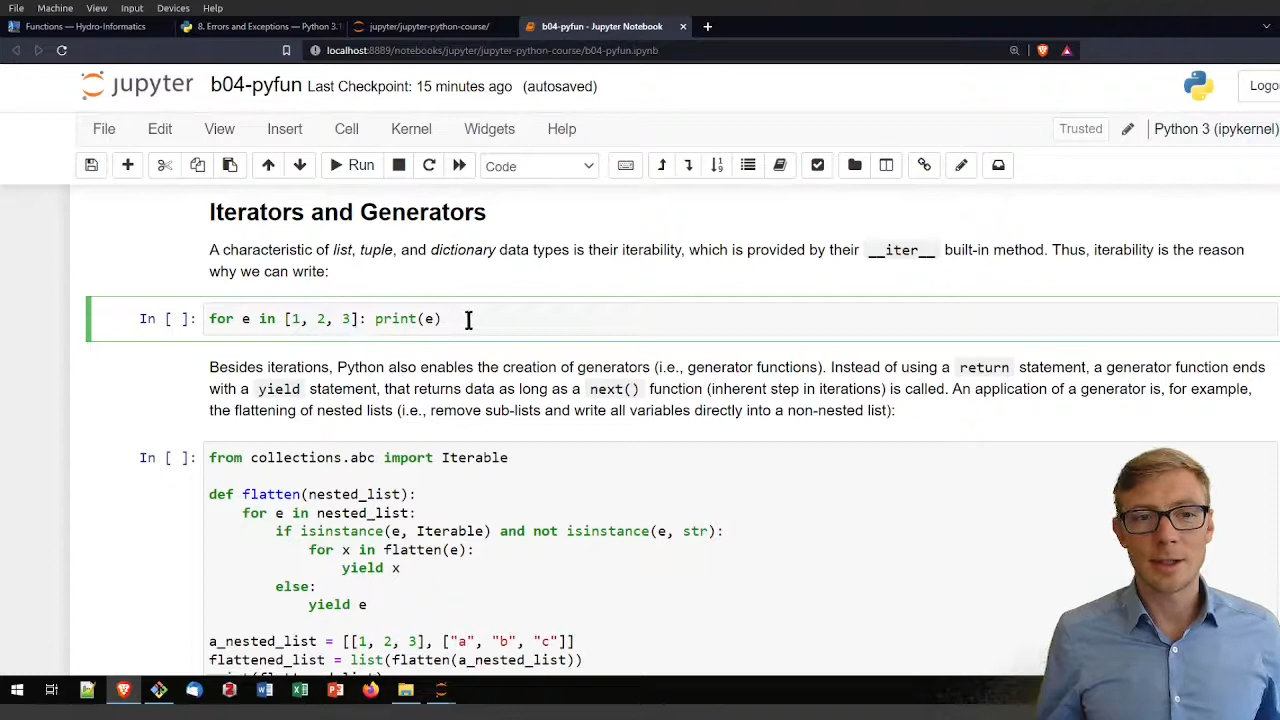 File Machine View Input Devices Help
Functions — Hydro-Informatics
8. Errors and Exceptions — Python 3.1
jupyter/jupyter-python-course/
b04-pyfun - Jupyter Notebook
localhost:8889/notebooks/jupyter/jupyter-python-course/b04-pyfun.ipynb
jupyter b04-pyfun Last Checkpoint: 15 minutes ago (autosaved)
Logo
File Edit View Insert Cell Kernel Widgets Help
Trusted Python 3 (ipykernel)
Run Code
Iterators and Generators
A characteristic of list, tuple, and dictionary data types is their iterability, which is provided by their __iter__ built-in method. Thus, iterability is the reason
why we can write:
In [ ]: for e in [1, 2, 3]: print(e)
Besides iterations, Python also enables the creation of generators (i.e., generator functions). Instead of using a return statement, a generator function ends
with a yield statement, that returns data as long as a next() function (inherent step in iterations) is called. An application of a generator is, for example,
the flattening of nested lists (i.e., remove sub-lists and write all variables directly into a non-nested list):
In [ ]: from collections.abc import Iterable
def flatten(nested_list):
for e in nested_list:
if isinstance(e, Iterable) and not isinstance(e, str):
for x in flatten(e):
yield x
else:
yield e
a_nested_list = [[1, 2, 3], ["a", "b", "c"]]
flattened_list = list(flatten(a_nested_list))